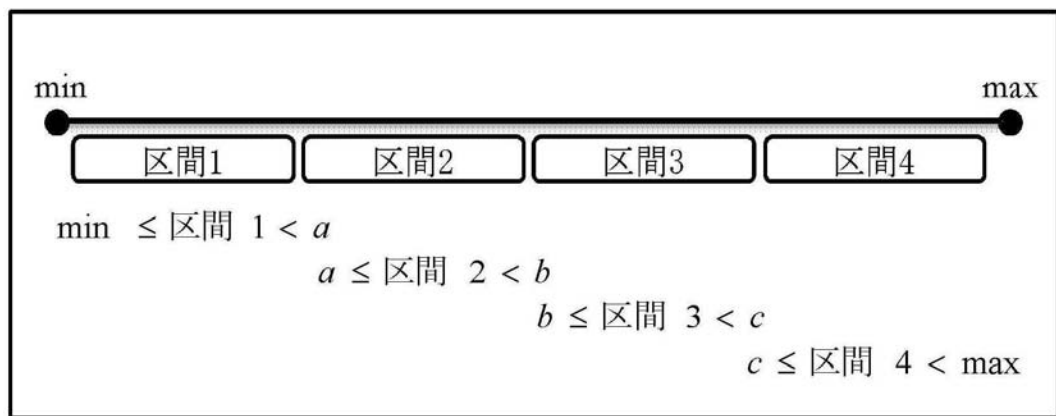 min max
区間1 区間2 区間3 区間4
min ≤ 区間 1 < a
a ≤ 区間 2 < b
b ≤ 区間 3 < c
c ≤ 区間 4 < max